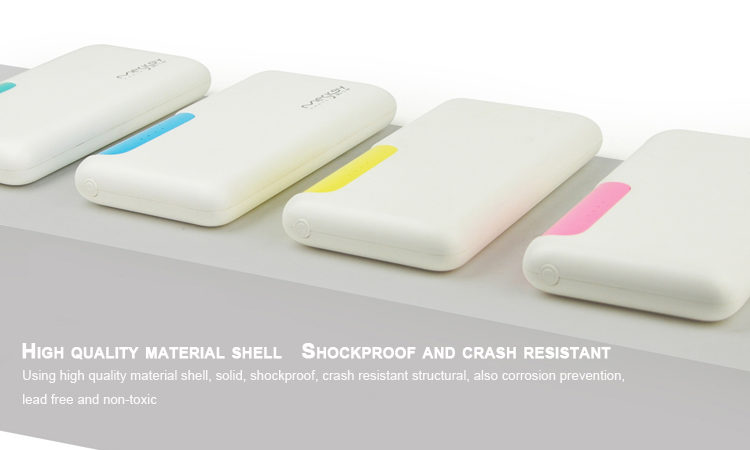 High quality material shell Shockproof and crash resistant
Using high quality material shell, solid, shockproof, crash resistant structural, also corrosion prevention,
lead free and non-toxic